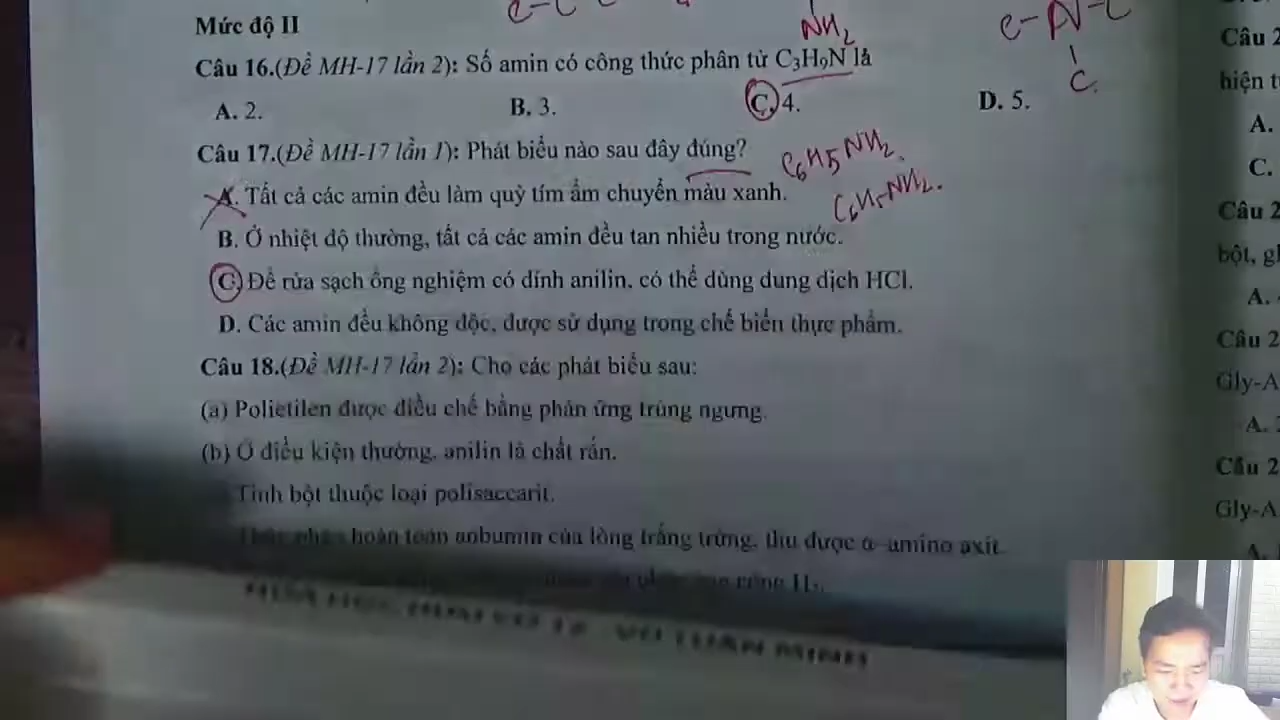 C-C
NH2
C-N-C
C
Mức độ II
Câu 16.(Đề MH-17 lần 2): Số amin có công thức phân tử C3H9N là
A. 2. B. 3. C. 4. D. 5.
Câu 17.(Đề MH-17 lần 1): Phát biểu nào sau đây đúng?
C6H5NH2.
A. Tất cả các amin đều làm quỳ tím ẩm chuyển màu xanh.
C6H5NH2.
B. Ở nhiệt độ thường, tất cả các amin đều tan nhiều trong nước.
C. Để rửa sạch ống nghiệm có dính anilin, có thể dùng dung dịch HCl.
D. Các amin đều không độc, được sử dụng trong chế biến thực phẩm.
Câu 18.(Đề MH-17 lần 2): Cho các phát biểu sau:
(a) Polietilen được điều chế bằng phản ứng trùng ngưng.
(b) Ở điều kiện thường, anilin là chất rắn.
Tinh bột thuộc loại polisaccarit.
hoàn toàn anbumin của lòng trắng trứng, thu được α-amino axit.
Câu 2
hiện t
A.
C.
Câu 2
bột, gl
A.
Câu 2
Gly-A
A.
Câu 2
Gly-A
A.